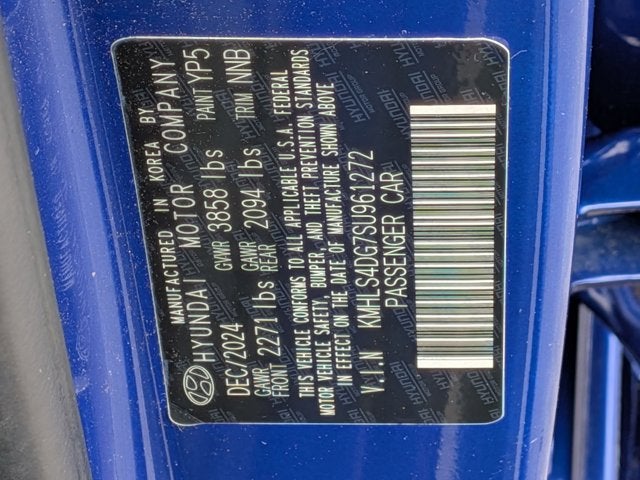 MANUFACTURED IN KOREA BY
HYUNDAI MOTOR COMPANY
DEC/2024 GVWR 3858 lbs PAINT YP5
GAWR FRONT 2271 lbs GAWR REAR 2094 lbs TRIM NNB
THIS VEHICLE CONFORMS TO ALL APPLICABLE U.S.A. FEDERAL
MOTOR VEHICLE SAFETY, BUMPER, AND THEFT PREVENTION STANDARDS
IN EFFECT ON THE DATE OF MANUFACTURE SHOWN ABOVE
V.I.N KMHLS4DG7SU961272
PASSENGER CAR